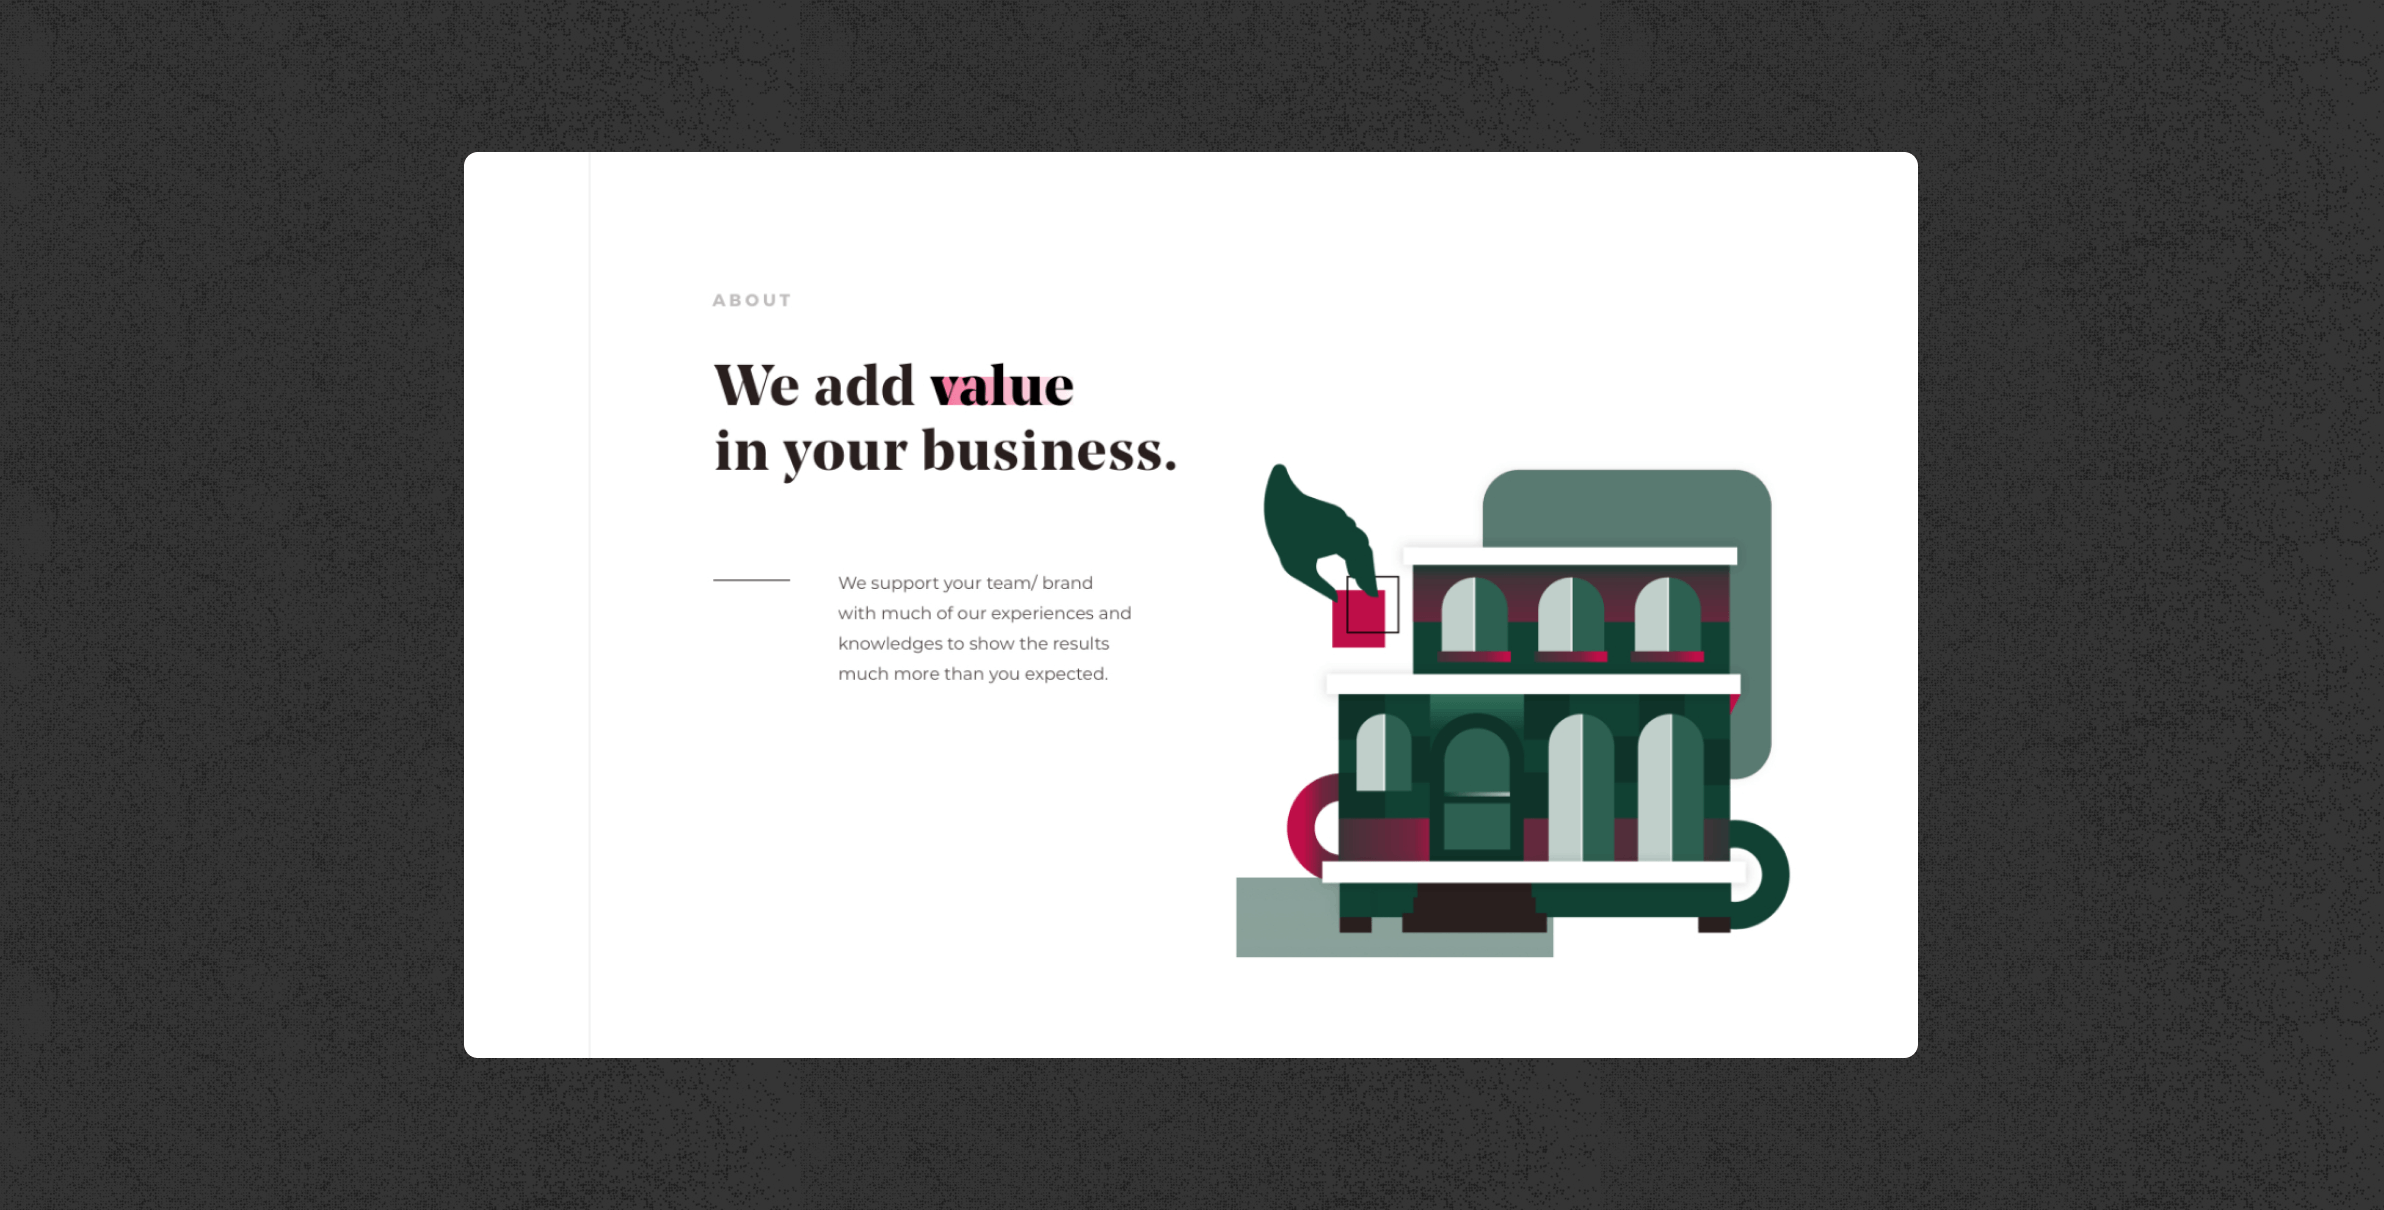 ABOUT
We add value
in your business.
We support your team/ brand
with much of our experiences and
knowledges to show the results
much more than you expected.